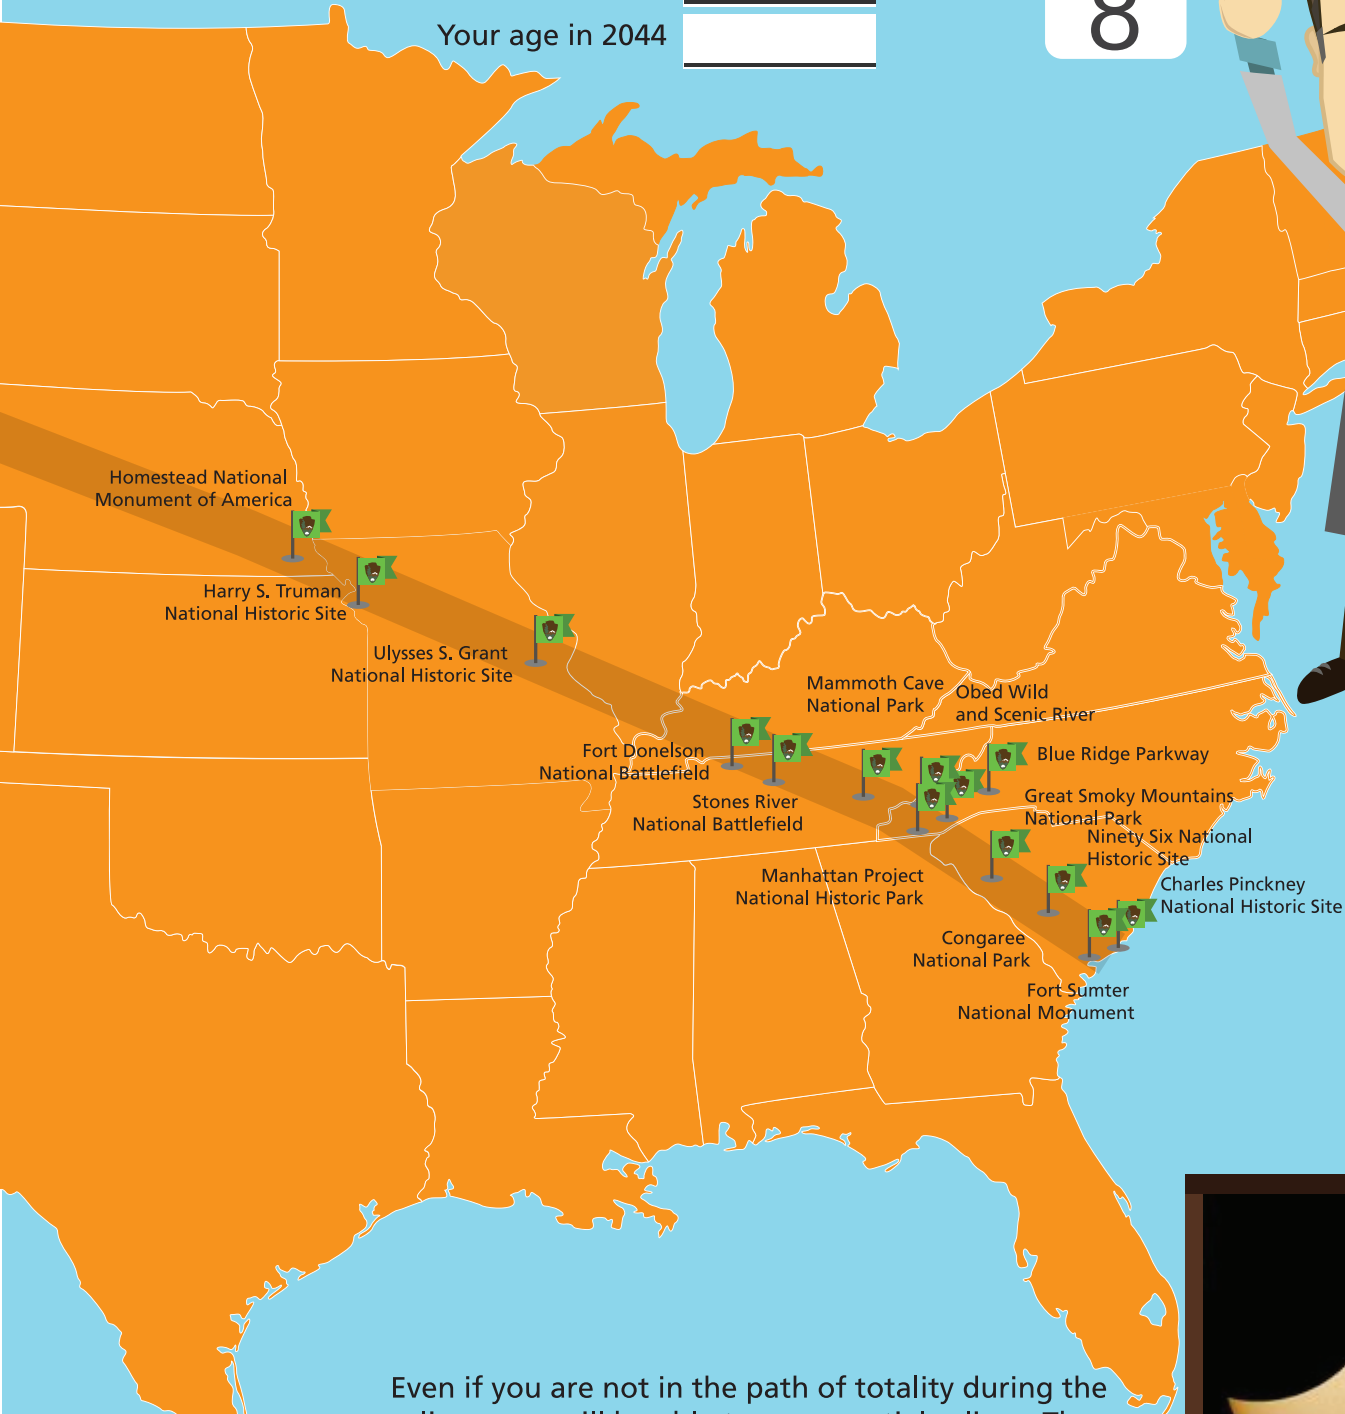 Your age in 2044
8
Homestead National
Monument of America
Harry S. Truman
National Historic Site
Ulysses S. Grant
National Historic Site
Mammoth Cave
National Park
Obed Wild
and Scenic River
Fort Donelson
National Battlefield
Blue Ridge Parkway
Stones River
National Battlefield
Great Smoky Mountains
National Park
Ninety Six National
Historic Site
Manhattan Project
National Historic Park
Charles Pinckney
National Historic Site
Congaree
National Park
Fort Sumter
National Monument
Even if you are not in the path of totality during the